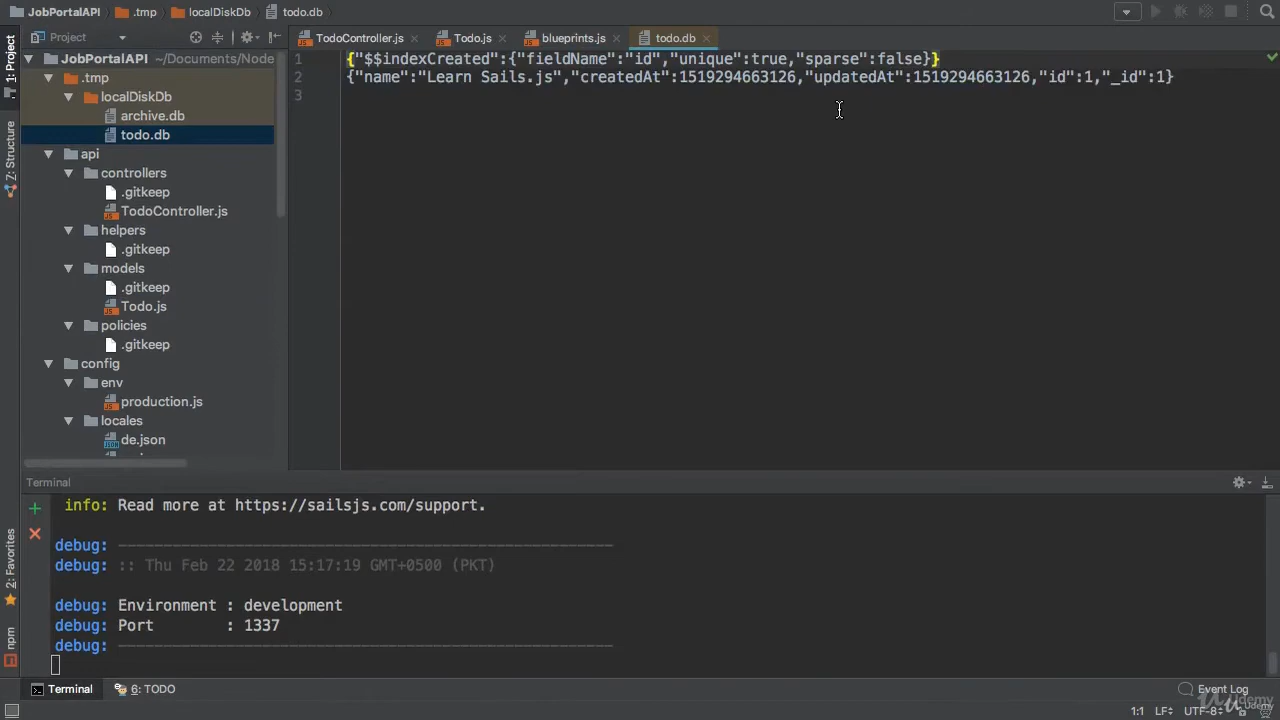 JobPortalAPI .tmp localDiskDb todo.db
Project
TodoController.js Todo.js blueprints.js todo.db
1: Project
Z: Structure
2: Favorites
npm
JobPortalAPI ~/Documents/Node
.tmp
localDiskDb
archive.db
todo.db
api
controllers
.gitkeep
TodoController.js
helpers
.gitkeep
models
.gitkeep
Todo.js
policies
.gitkeep
config
env
production.js
locales
de.json
1 {"$$indexCreated":{"fieldName":"id","unique":true,"sparse":false}}
2 {"name":"Learn Sails.js","createdAt":1519294663126,"updatedAt":1519294663126,"id":1,"_id":1}
3
Terminal
info: Read more at https://sailsjs.com/support.
debug: -------------------------------------------------------
debug: :: Thu Feb 22 2018 15:17:19 GMT+0500 (PKT)
debug: Environment : development
debug: Port : 1337
debug: -------------------------------------------------------
Terminal 6: TODO Event Log
Udemy
1:1 LF UTF-8